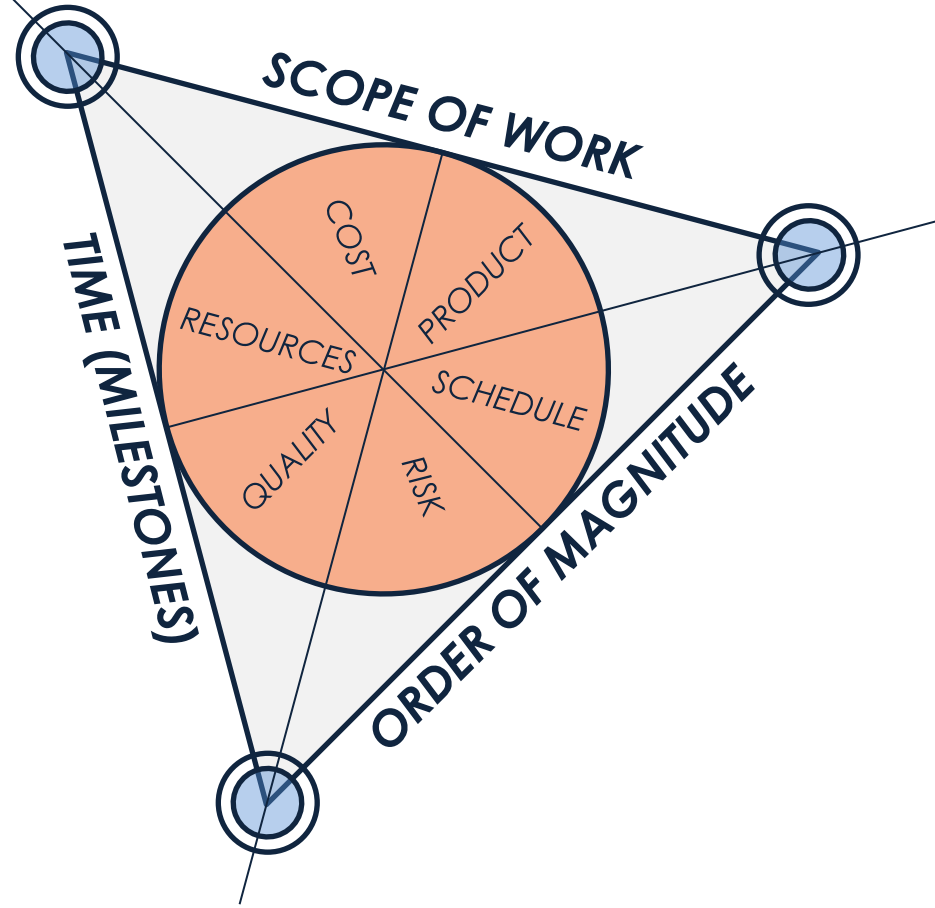 SCOPE OF WORK
COST
PRODUCT
TIME (MILESTONES)
RESOURCES
SCHEDULE
QUALITY
RISK
ORDER OF MAGNITUDE